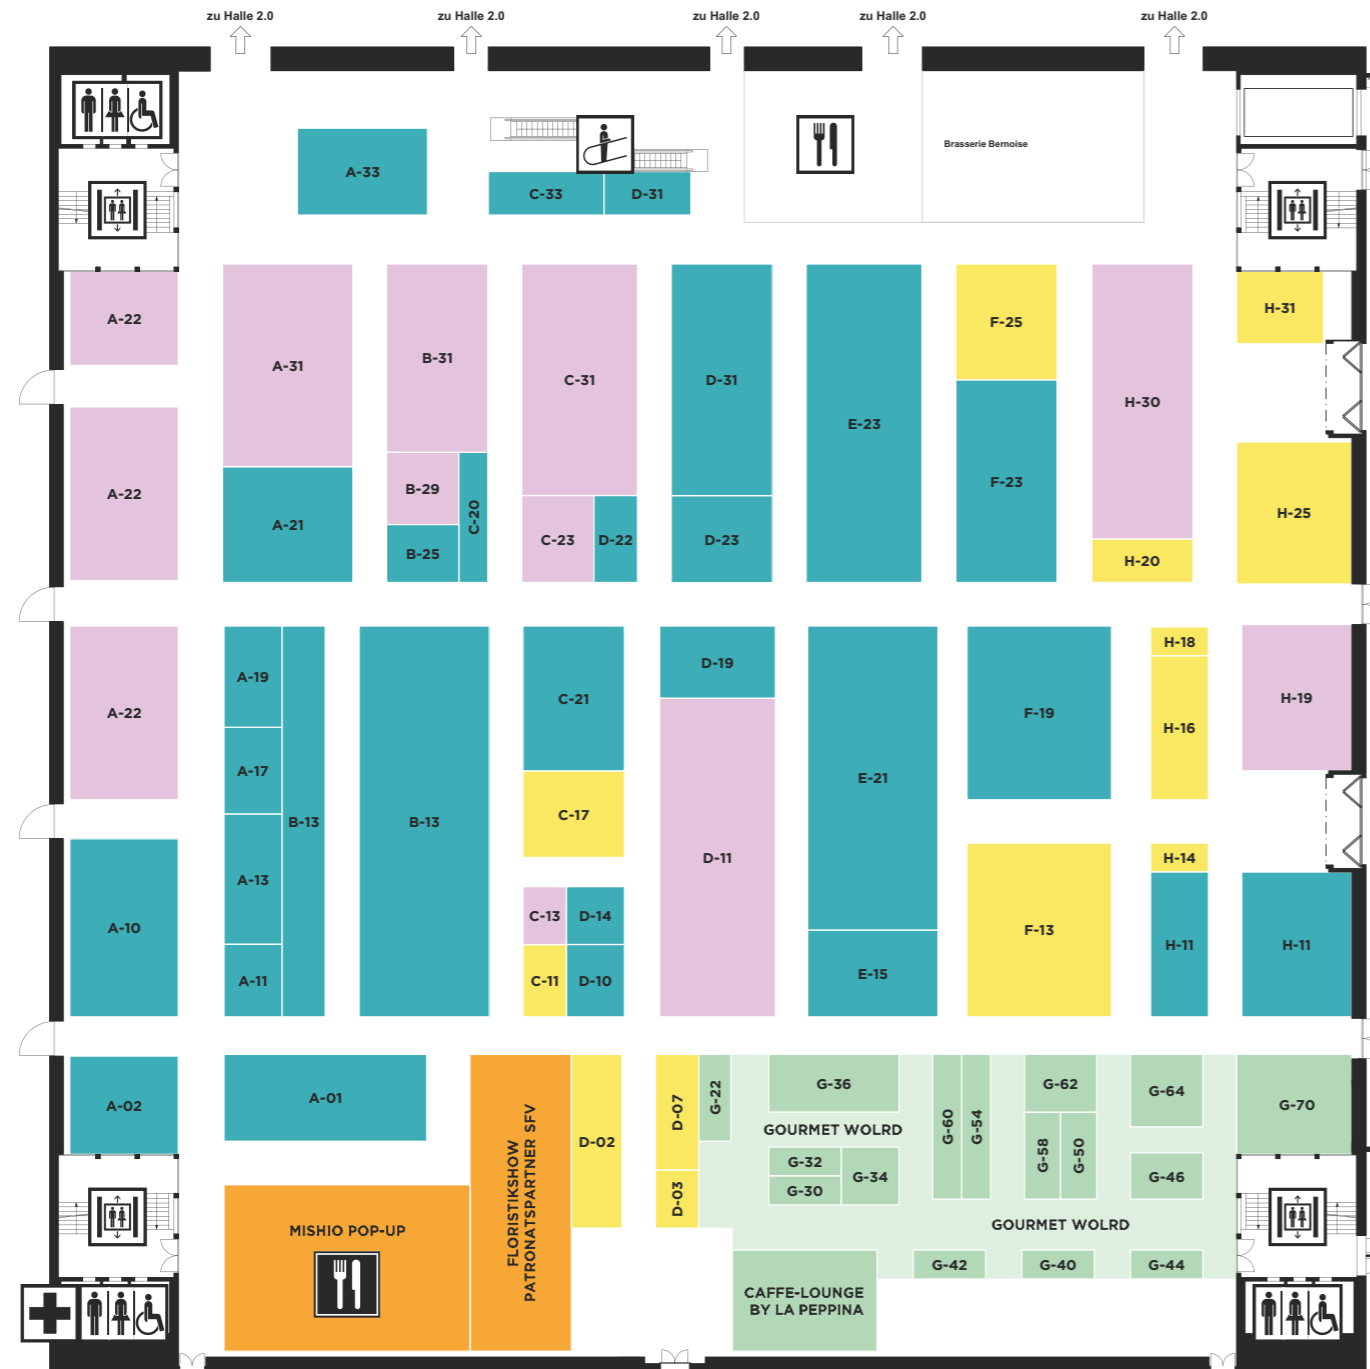 zu Halle 2.0
zu Halle 2.0
zu Halle 2.0
zu Halle 2.0
zu Halle 2.0
Brasserie Bernoise
A-33
C-33
D-31
A-22
A-31
B-31
C-31
D-31
E-23
F-25
H-30
H-31
A-22
A-21
B-29
B-25
C-20
C-23
D-22
D-23
F-23
H-20
H-25
A-22
A-19
A-17
B-13
B-13
C-21
C-17
D-19
D-11
E-21
F-19
H-18
H-16
H-19
A-10
A-13
A-11
C-13
D-14
C-11
D-10
E-15
F-13
H-14
H-11
H-11
A-02
A-01
FLORISTIKSHOW
PATRONATSPARTNER SFV
D-02
D-07
D-03
G-22
G-36
GOURMET WOLRD
G-32
G-30
G-34
G-60
G-54
G-62
G-58
G-50
G-64
G-46
G-70
GOURMET WOLRD
MISHIO POP-UP
G-42
G-40
G-44
CAFFE-LOUNGE
BY LA PEPPINA